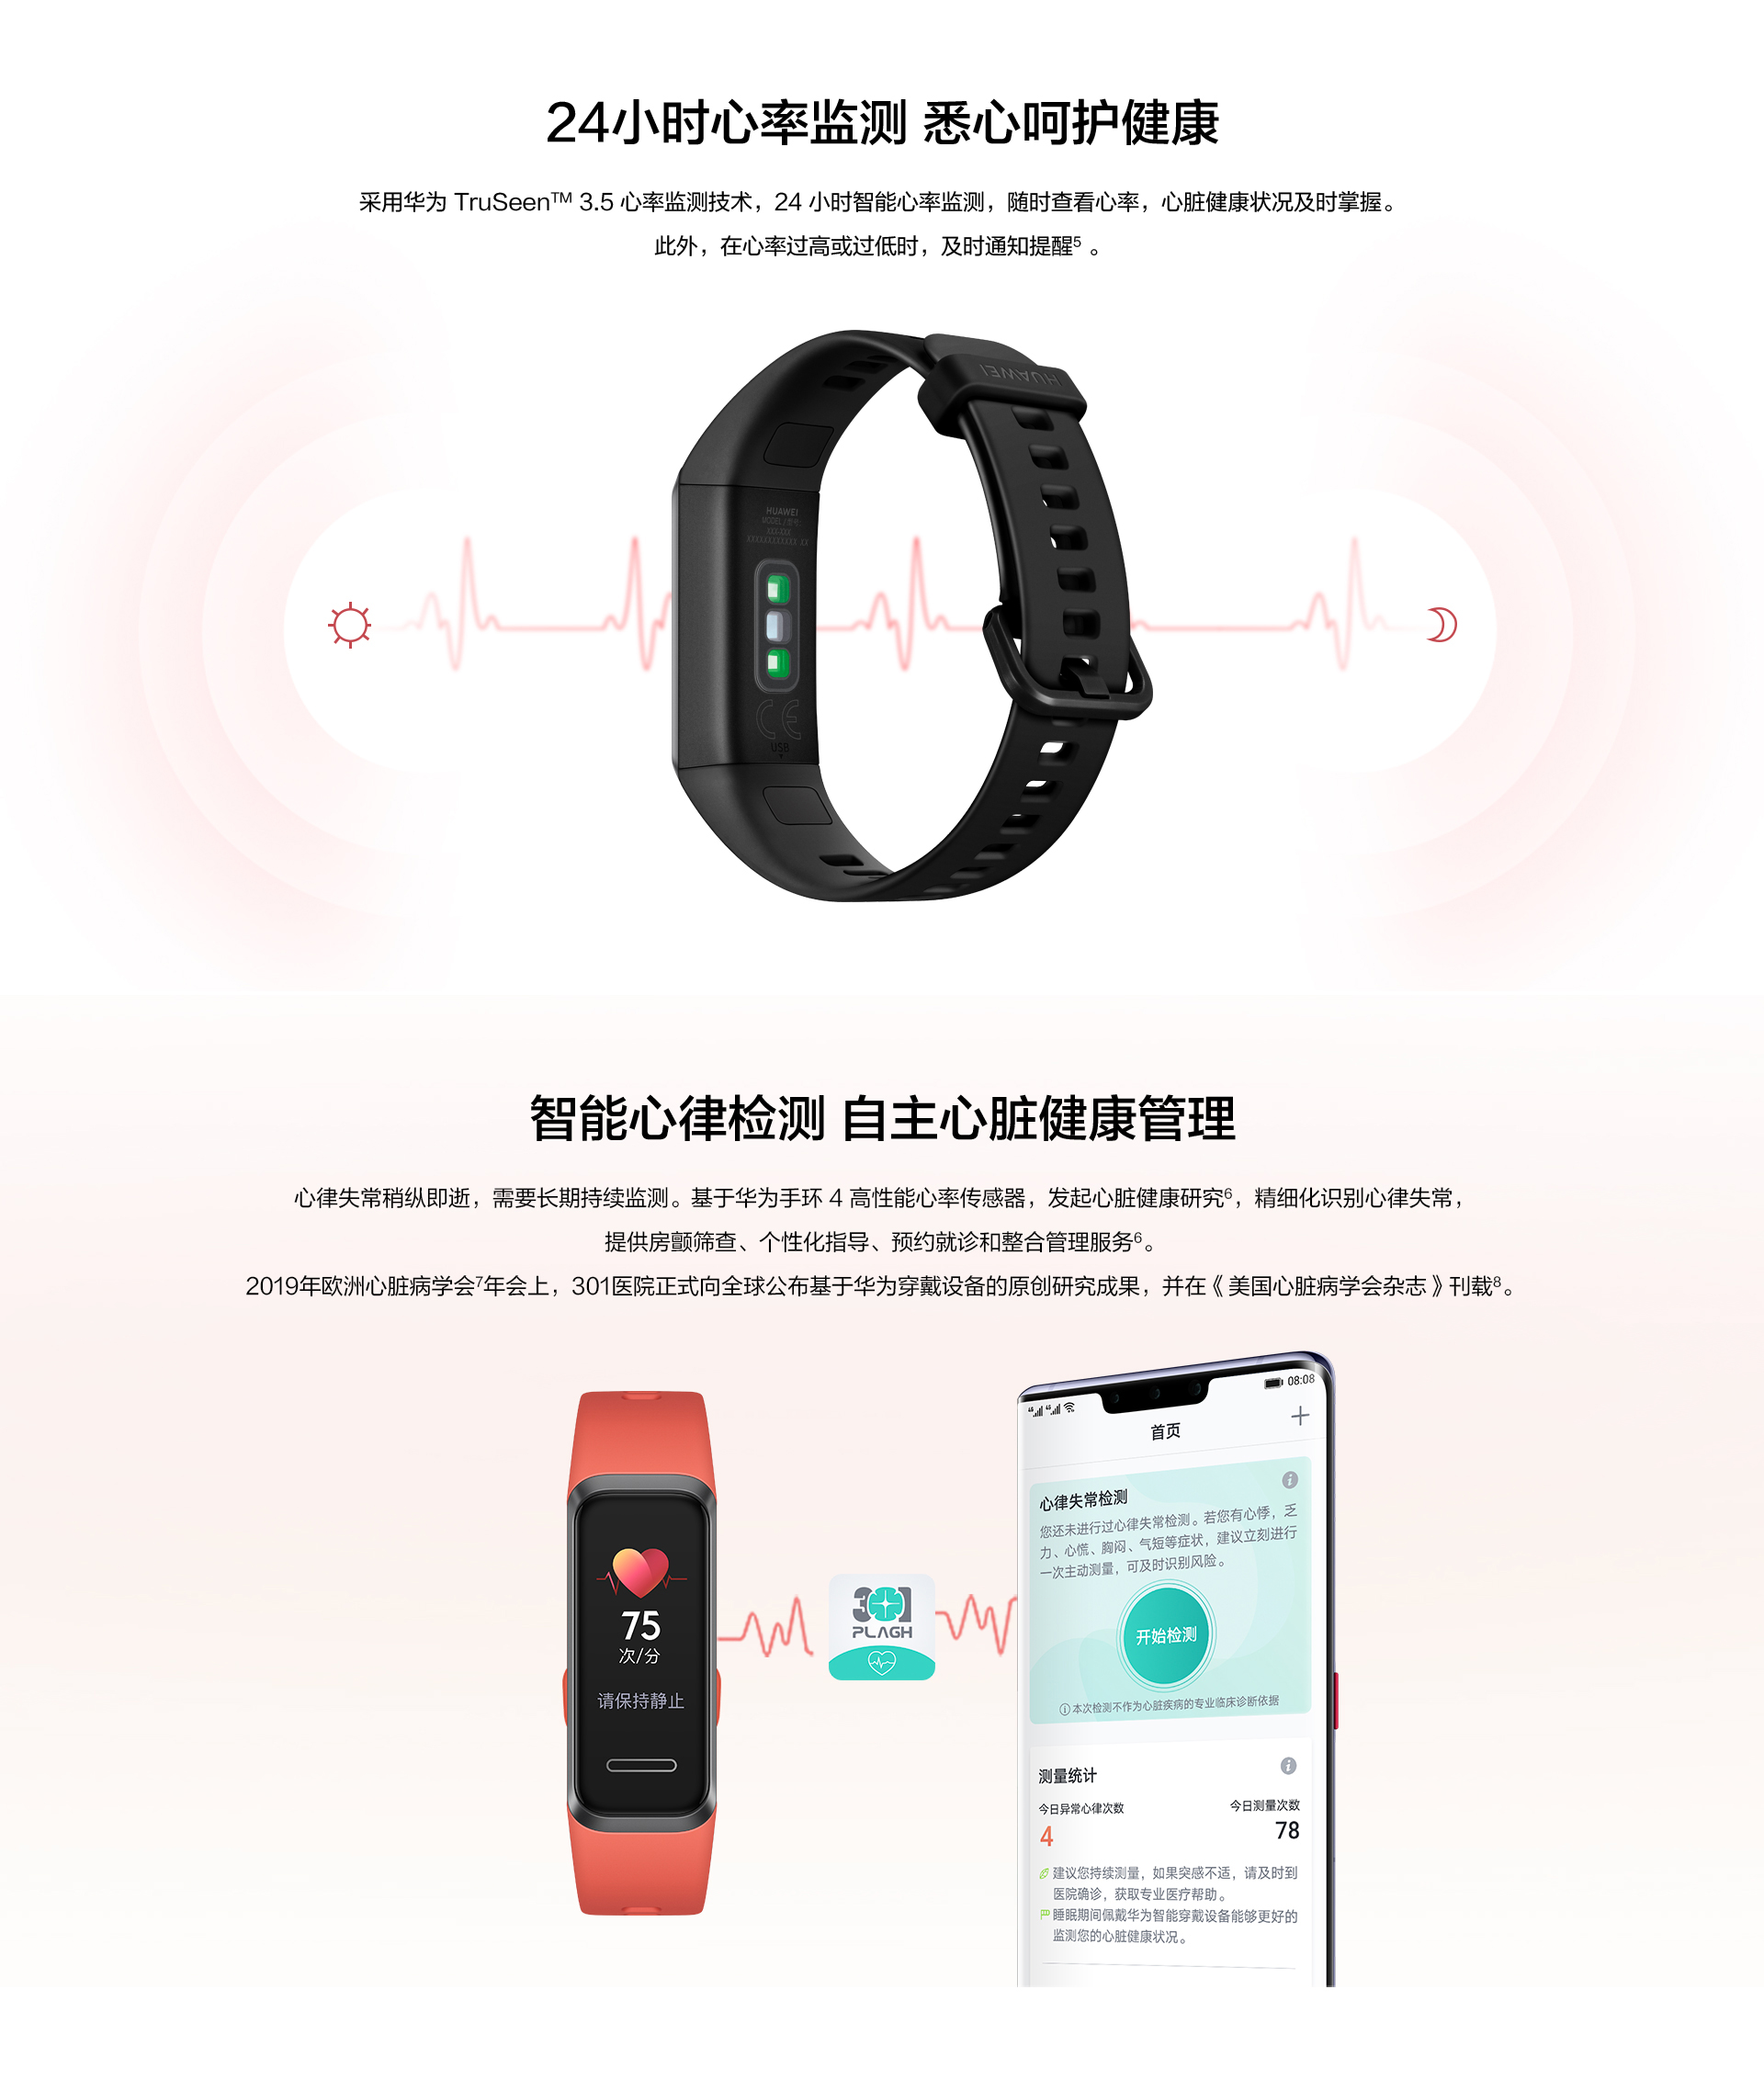 24小时心率监测 悉心呵护健康
采用华为 TruSeen™ 3.5 心率监测技术，24 小时智能心率监测，随时查看心率，心脏健康状况及时掌握。
此外，在心率过高或过低时，及时通知提醒⁵ 。
HUAWEI
HUAWEI
MODEL / 型号:
XXX-XXX
XXXXXXXXXXXX XX
CE
USB
智能心律检测 自主心脏健康管理
心律失常稍纵即逝，需要长期持续监测。基于华为手环 4 高性能心率传感器，发起心脏健康研究⁶，精细化识别心律失常，
提供房颤筛查、个性化指导、预约就诊和整合管理服务⁶。
2019年欧洲心脏病学会⁷年会上，301医院正式向全球公布基于华为穿戴设备的原创研究成果，并在《美国心脏病学会杂志》刊载⁸。
75
次/分
请保持静止
301
PLAGH
08:08
首页
心律失常检测
您还未进行过心律失常检测。若您有心悸，乏
力、心慌、胸闷、气短等症状，建议立刻进行
一次主动测量，可及时识别风险。
开始检测
本次检测不作为心脏疾病的专业临床诊断依据
测量统计
今日异常心律次数 今日测量次数
4 78
建议您持续测量，如果突感不适，请及时到
医院确诊，获取专业医疗帮助。
睡眠期间佩戴华为智能穿戴设备能够更好的
监测您的心脏健康状况。